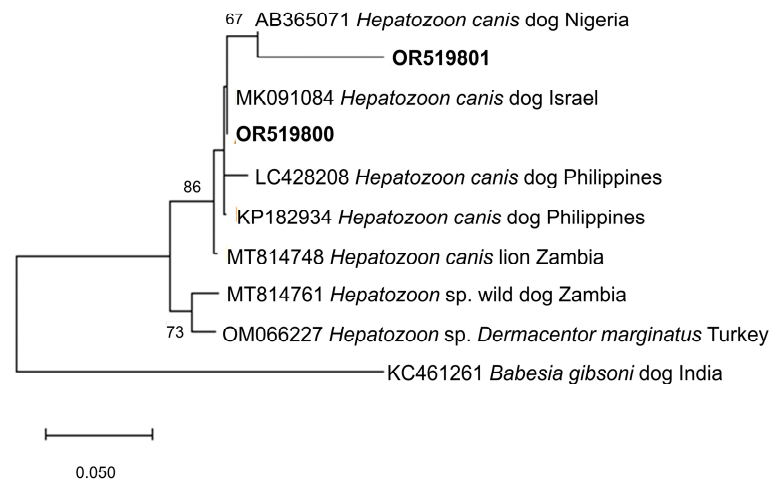 67 AB365071 Hepatozoon canis dog Nigeria
OR519801
MK091084 Hepatozoon canis dog Israel
OR519800
LC428208 Hepatozoon canis dog Philippines
86
KP182934 Hepatozoon canis dog Philippines
MT814748 Hepatozoon canis lion Zambia
MT814761 Hepatozoon sp. wild dog Zambia
73 OM066227 Hepatozoon sp. Dermacentor marginatus Turkey
KC461261 Babesia gibsoni dog India
0.050